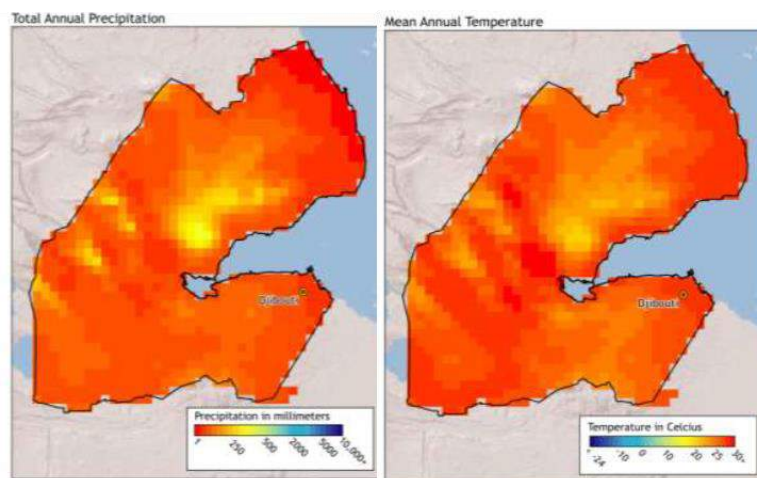 Total Annual Precipitation
Mean Annual Temperature
Djibouti
Djibouti
Precipitation in millimeters
1 250 500 2000 5000 10,000+
Temperature in Celcius
< -24 -10 0 10 20 25 30+